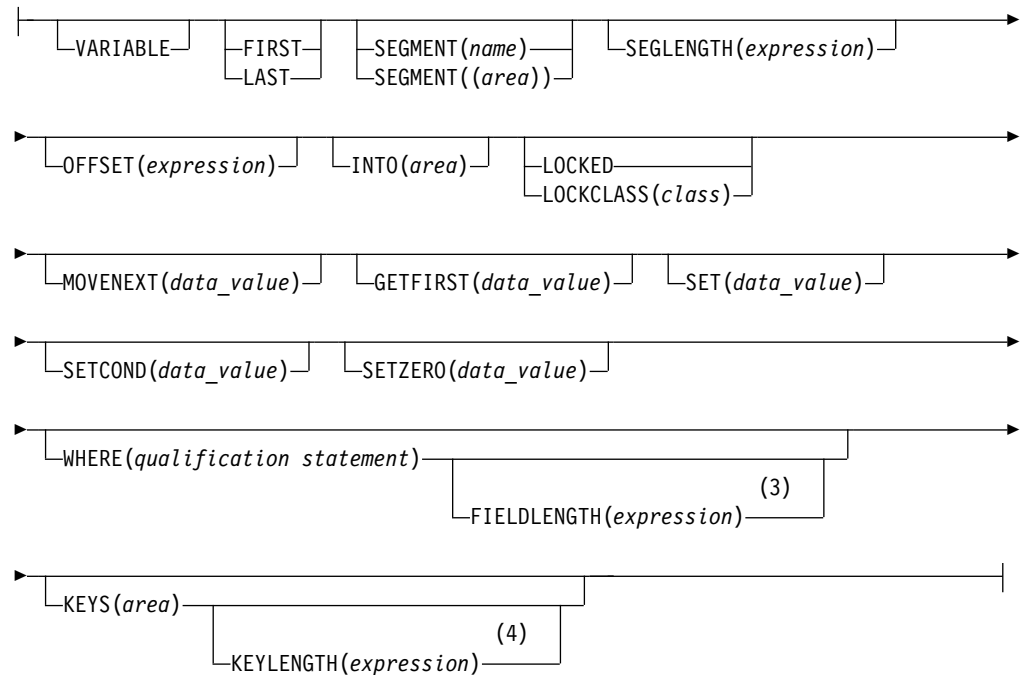 VARIABLE FIRST SEGMENT(name) SEGLENGTH(expression)
LAST SEGMENT((area))
OFFSET(expression) INTO(area) LOCKED
LOCKCLASS(class)
MOVENEXT(data_value) GETFIRST(data_value) SET(data_value)
SETCOND(data_value) SETZERO(data_value)
WHERE(qualification statement)
(3)
FIELDLENGTH(expression)
KEYS(area)
(4)
KEYLENGTH(expression)